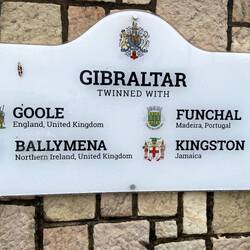 GIBRALTAR
TWINNED WITH
GOOLE
England, United Kingdom
FUNCHAL
Madeira, Portugal
BALLYMENA
Northern Ireland, United Kingdom
KINGSTON
Jamaica